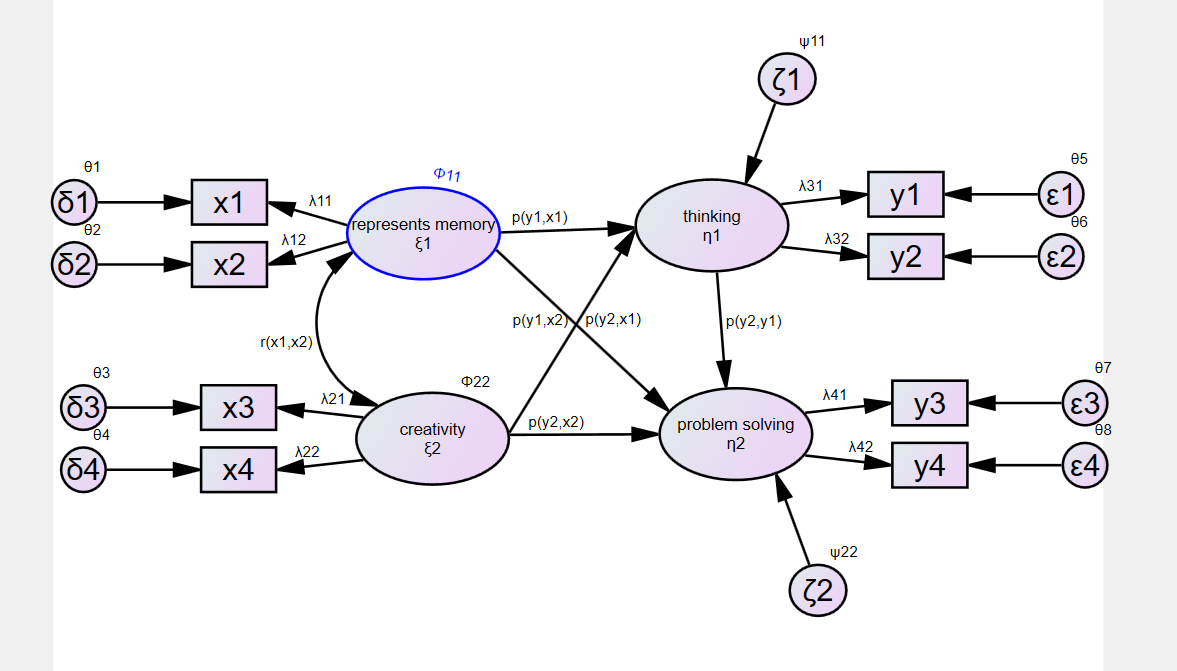 ψ11
ζ1
θ1
δ1
x1
λ11
Φ11
represents memory
ξ1
p(y1,x1)
thinking
η1
λ31
y1
θ5
ε1
θ2
δ2
x2
λ12
λ32
y2
θ6
ε2
r(x1,x2)
p(y1,x2)
p(y2,x1)
p(y2,y1)
θ3
δ3
x3
λ21
Φ22
creativity
ξ2
p(y2,x2)
problem solving
η2
λ41
y3
θ7
ε3
θ4
δ4
x4
λ22
λ42
y4
θ8
ε4
ψ22
ζ2